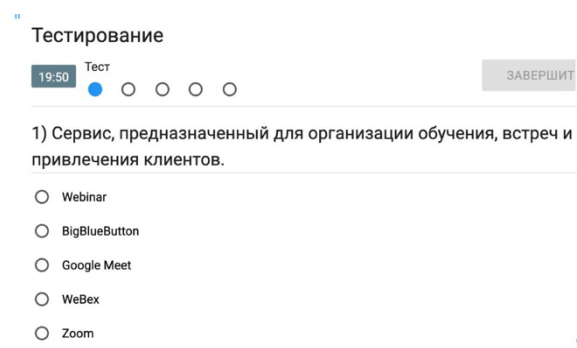 "
Тестирование
19:50 Тест
ЗАВЕРШИТ
1) Сервис, предназначенный для организации обучения, встреч и
привлечения клиентов.
Webinar
BigBlueButton
Google Meet
WeBex
Zoom